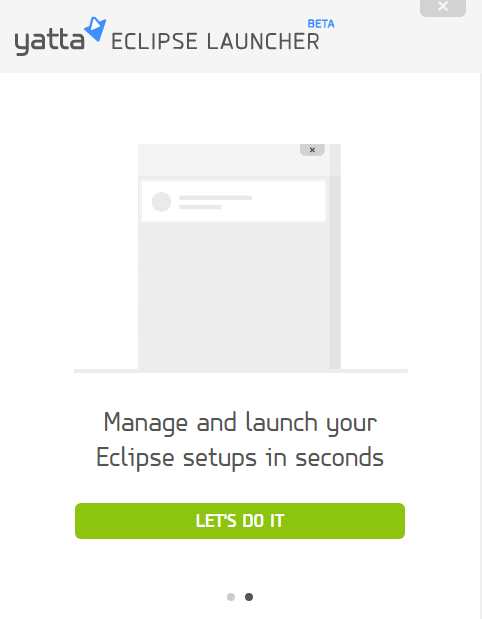 BETA
yatta ECLIPSE LAUNCHER
Manage and launch your
Eclipse setups in seconds
LET'S DO IT